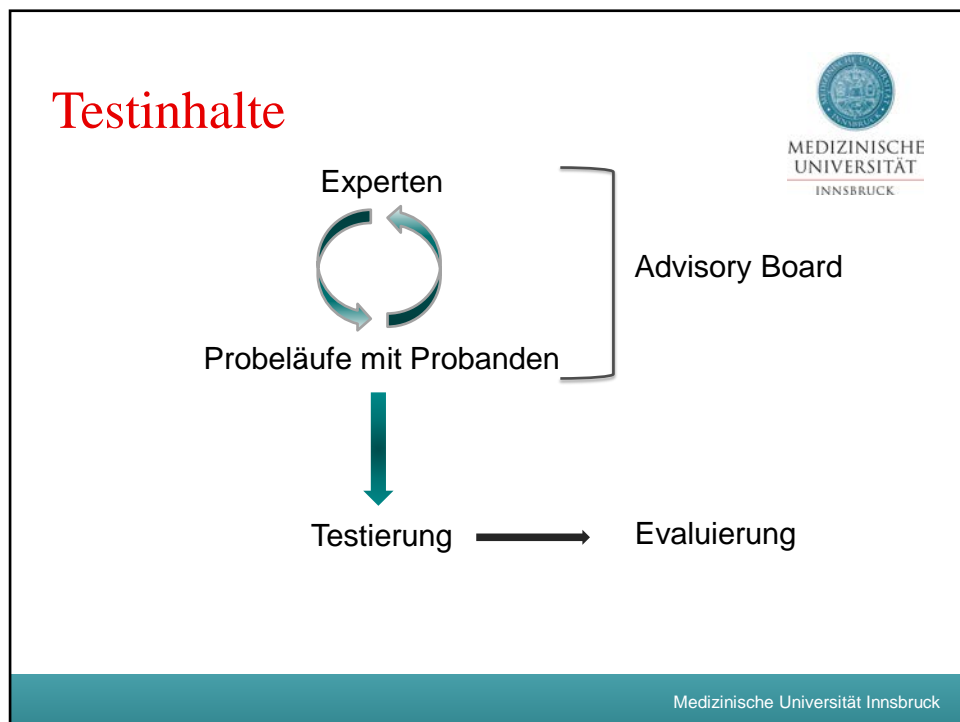 Testinhalte
MEDIZINISCHE
UNIVERSITÄT
INNSBRUCK
Experten
Advisory Board
Probeläufe mit Probanden
Testierung
Evaluierung
Medizinische Universität Innsbruck